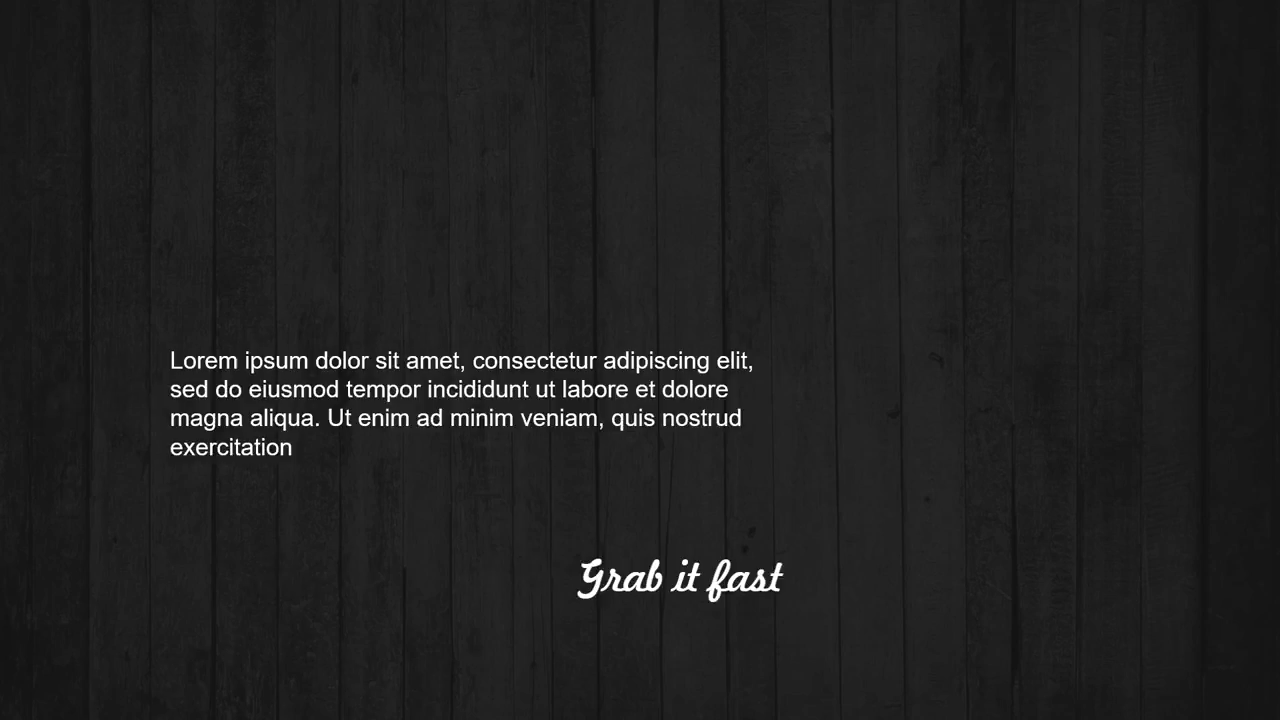 Lorem ipsum dolor sit amet, consectetur adipiscing elit,
sed do eiusmod tempor incididunt ut labore et dolore
magna aliqua. Ut enim ad minim veniam, quis nostrud
exercitation
Grab it fast